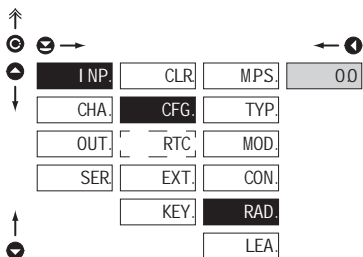 INP. CLR. MPS. 00
CHA. CFG. TYP.
OUT. RTC MOD.
SER. EXT. CON.
KEY. RAD.
LEA.